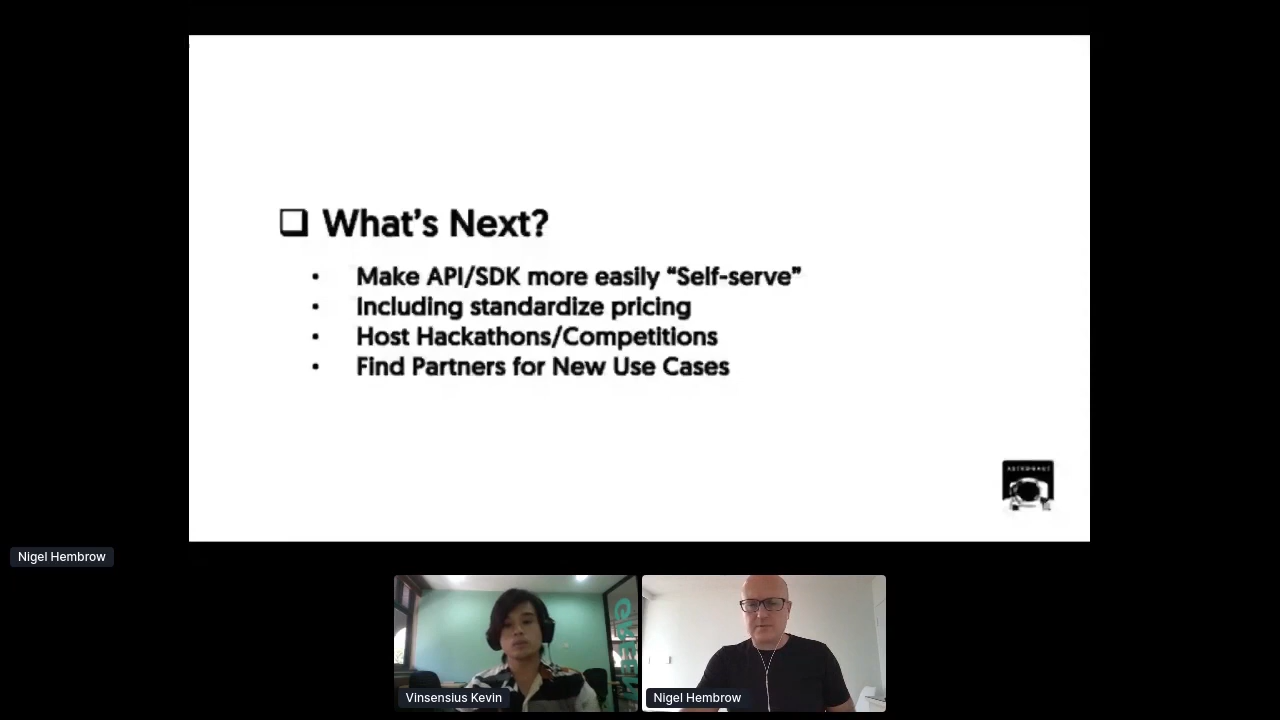 ❑ What’s Next?
• Make API/SDK more easily “Self-serve”
• Including standardize pricing
• Host Hackathons/Competitions
• Find Partners for New Use Cases
ASTRONAUT
Nigel Hembrow
Vinsensius Kevin
Nigel Hembrow